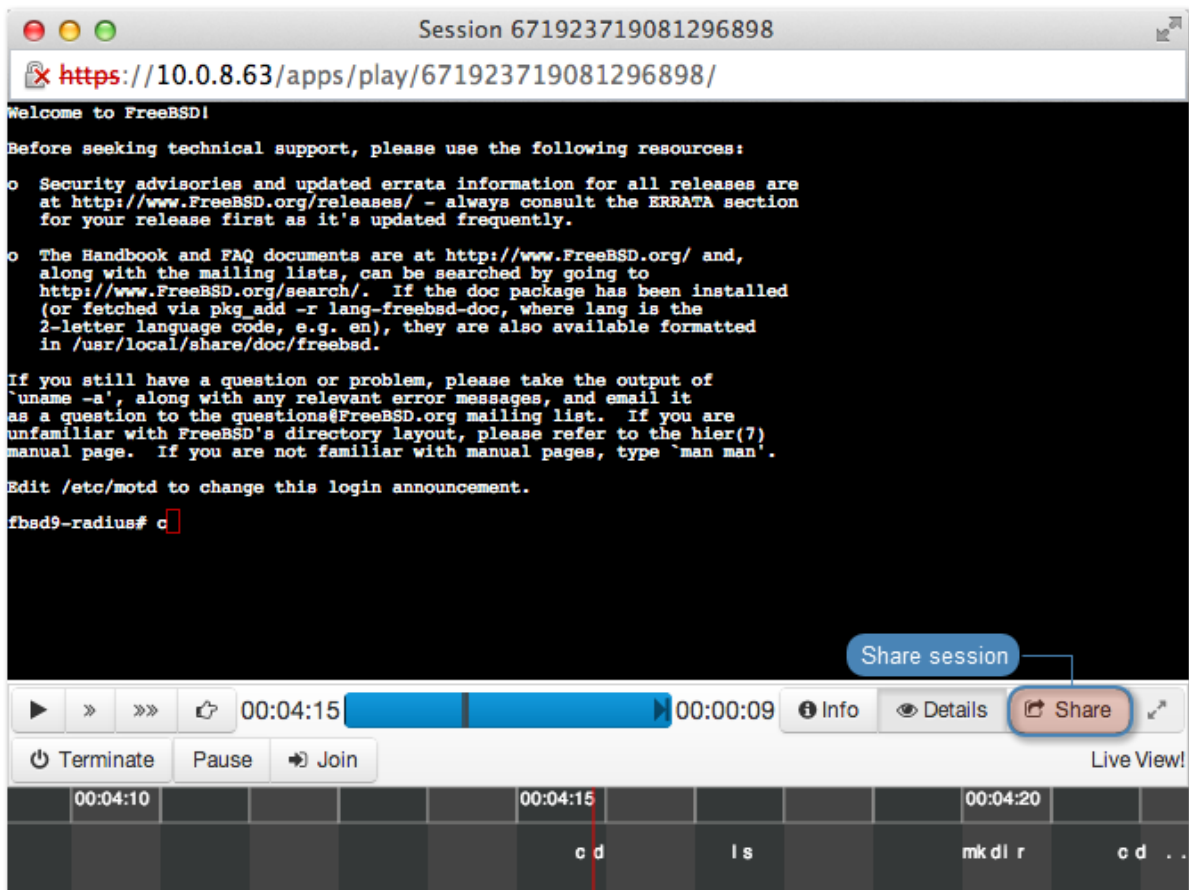 Session 671923719081296898
https://10.0.8.63/apps/play/671923719081296898/
Welcome to FreeBSD!
Before seeking technical support, please use the following resources:
o  Security advisories and updated errata information for all releases are
at http://www.FreeBSD.org/releases/ - always consult the ERRATA section
for your release first as it's updated frequently.
o  The Handbook and FAQ documents are at http://www.FreeBSD.org/ and,
along with the mailing lists, can be searched by going to
http://www.FreeBSD.org/search/.  If the doc package has been installed
(or fetched via pkg_add -r lang-freebsd-doc, where lang is the
2-letter language code, e.g. en), they are also available formatted
in /usr/local/share/doc/freebsd.
If you still have a question or problem, please take the output of
`uname -a', along with any relevant error messages, and email it
as a question to the questions@FreeBSD.org mailing list.  If you are
unfamiliar with FreeBSD's directory layout, please refer to the hier(7)
manual page.  If you are not familiar with manual pages, type `man man'.
Edit /etc/motd to change this login announcement.
fbsd9-radius# c
Share session
00:04:15 00:00:09 Info Details Share
Terminate Pause Join Live View!
00:04:10 00:04:15 00:04:20
cd ls mkdir cd ..